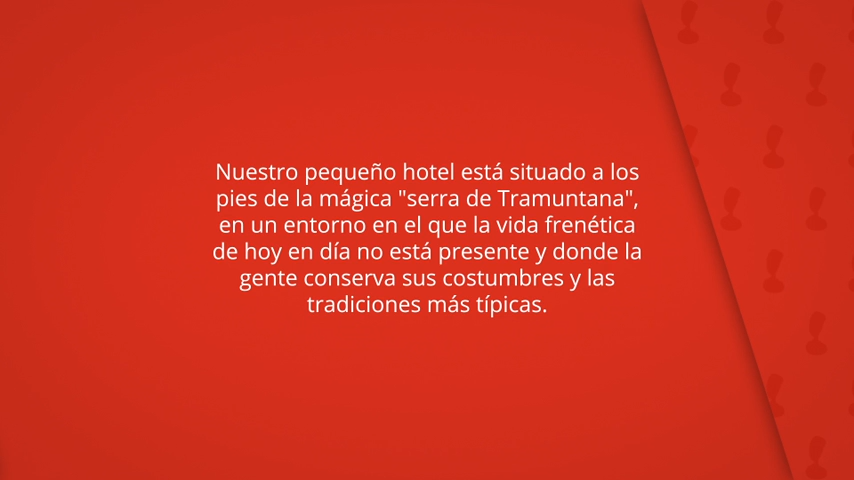 Nuestro pequeño hotel está situado a los
pies de la mágica "serra de Tramuntana",
en un entorno en el que la vida frenética
de hoy en día no está presente y donde la
gente conserva sus costumbres y las
tradiciones más típicas.